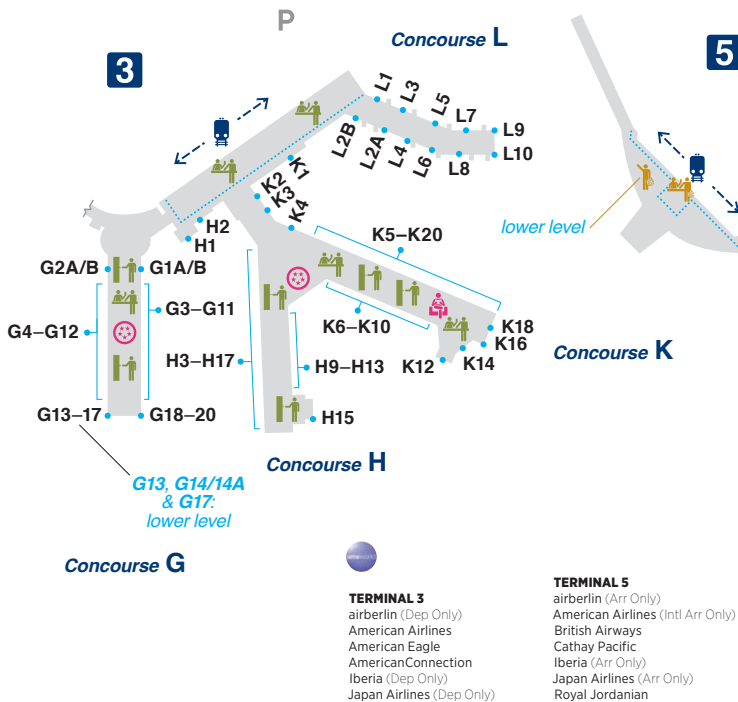 P
Concourse L
3
5
L1
L3
L5
L7
L9
L2B
L2A
L4
L6
L8
L10
K1
K2
K3
K4
H2
H1
lower level
K5–K20
G2A/B
G1A/B
G3–G11
G4–G12
K6–K10
K18
K16
K14
K12
Concourse K
H3–H17
H9–H13
G13–17
G18–20
H15
Concourse H
G13, G14/14A
& G17:
lower level
Concourse G
TERMINAL 3
airberlin (Dep Only)
American Airlines
American Eagle
AmericanConnection
Iberia (Dep Only)
Japan Airlines (Dep Only)
TERMINAL 5
airberlin (Arr Only)
American Airlines (Intl Arr Only)
British Airways
Cathay Pacific
Iberia (Arr Only)
Japan Airlines (Arr Only)
Royal Jordanian